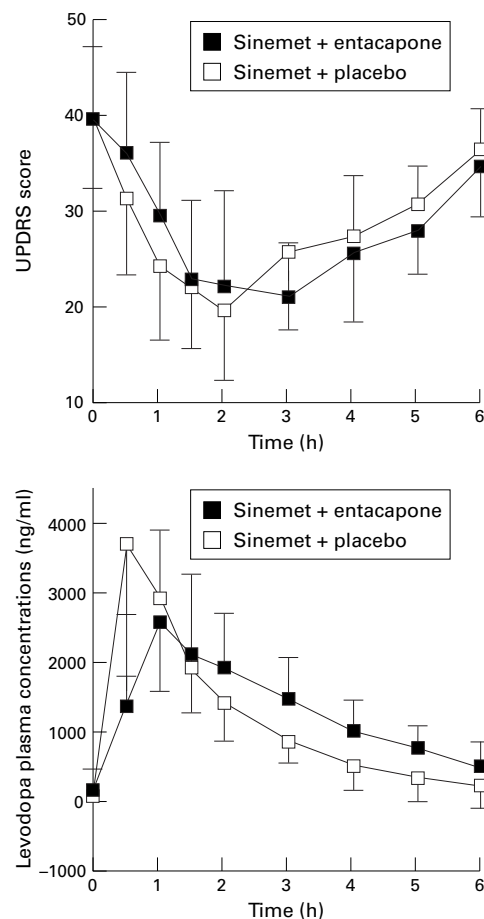 50
40
30
20
10
UPDRS score
Sinemet + entacapone
Sinemet + placebo
0 1 2 3 4 5 6
Time (h)
4000
3000
2000
1000
0
–1000
Levodopa plasma concentrations (ng/ml)
Sinemet + entacapone
Sinemet + placebo
0 1 2 3 4 5 6
Time (h)